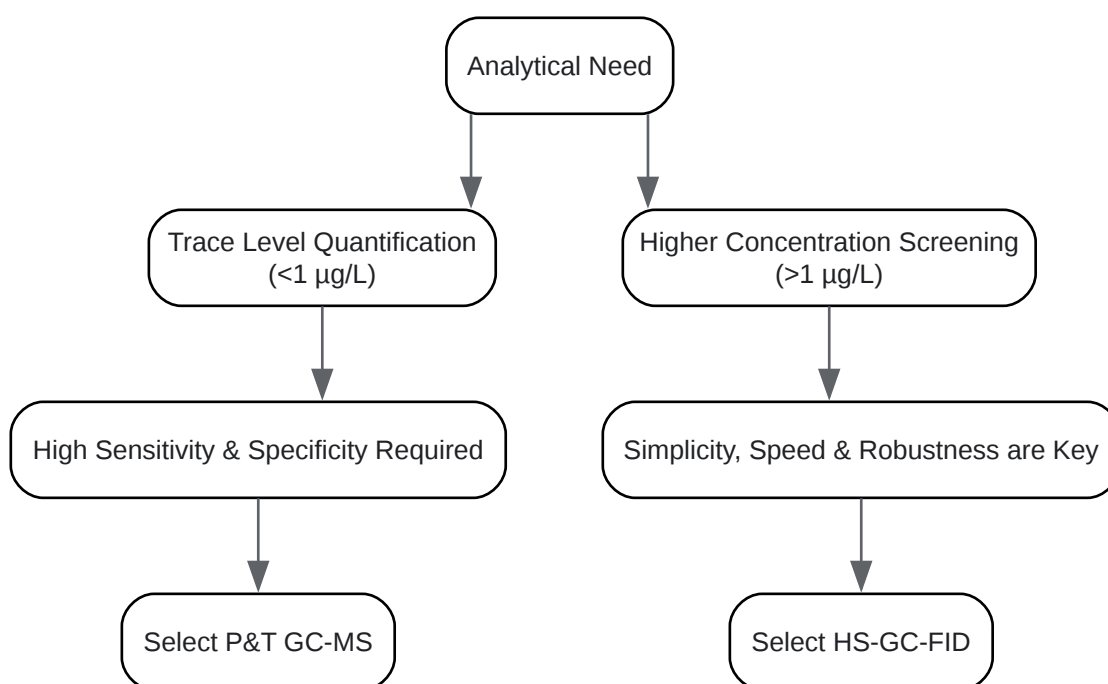 Analytical Need
Trace Level Quantification
(<1 µg/L)
Higher Concentration Screening
(>1 µg/L)
High Sensitivity & Specificity Required
Simplicity, Speed & Robustness are Key
Select P&T GC-MS
Select HS-GC-FID